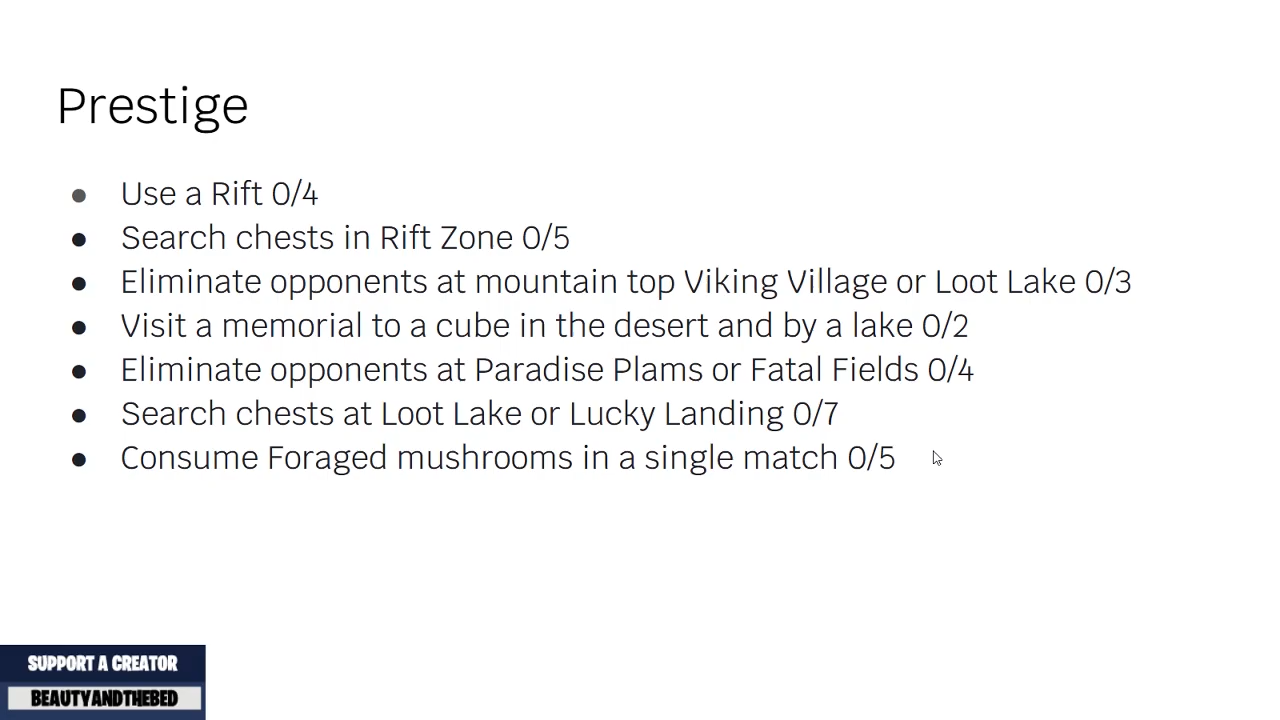 Prestige
● Use a Rift 0/4
● Search chests in Rift Zone 0/5
● Eliminate opponents at mountain top Viking Village or Loot Lake 0/3
● Visit a memorial to a cube in the desert and by a lake 0/2
● Eliminate opponents at Paradise Plams or Fatal Fields 0/4
● Search chests at Loot Lake or Lucky Landing 0/7
● Consume Foraged mushrooms in a single match 0/5
SUPPORT A CREATOR
BEAUTYANDTHEBED